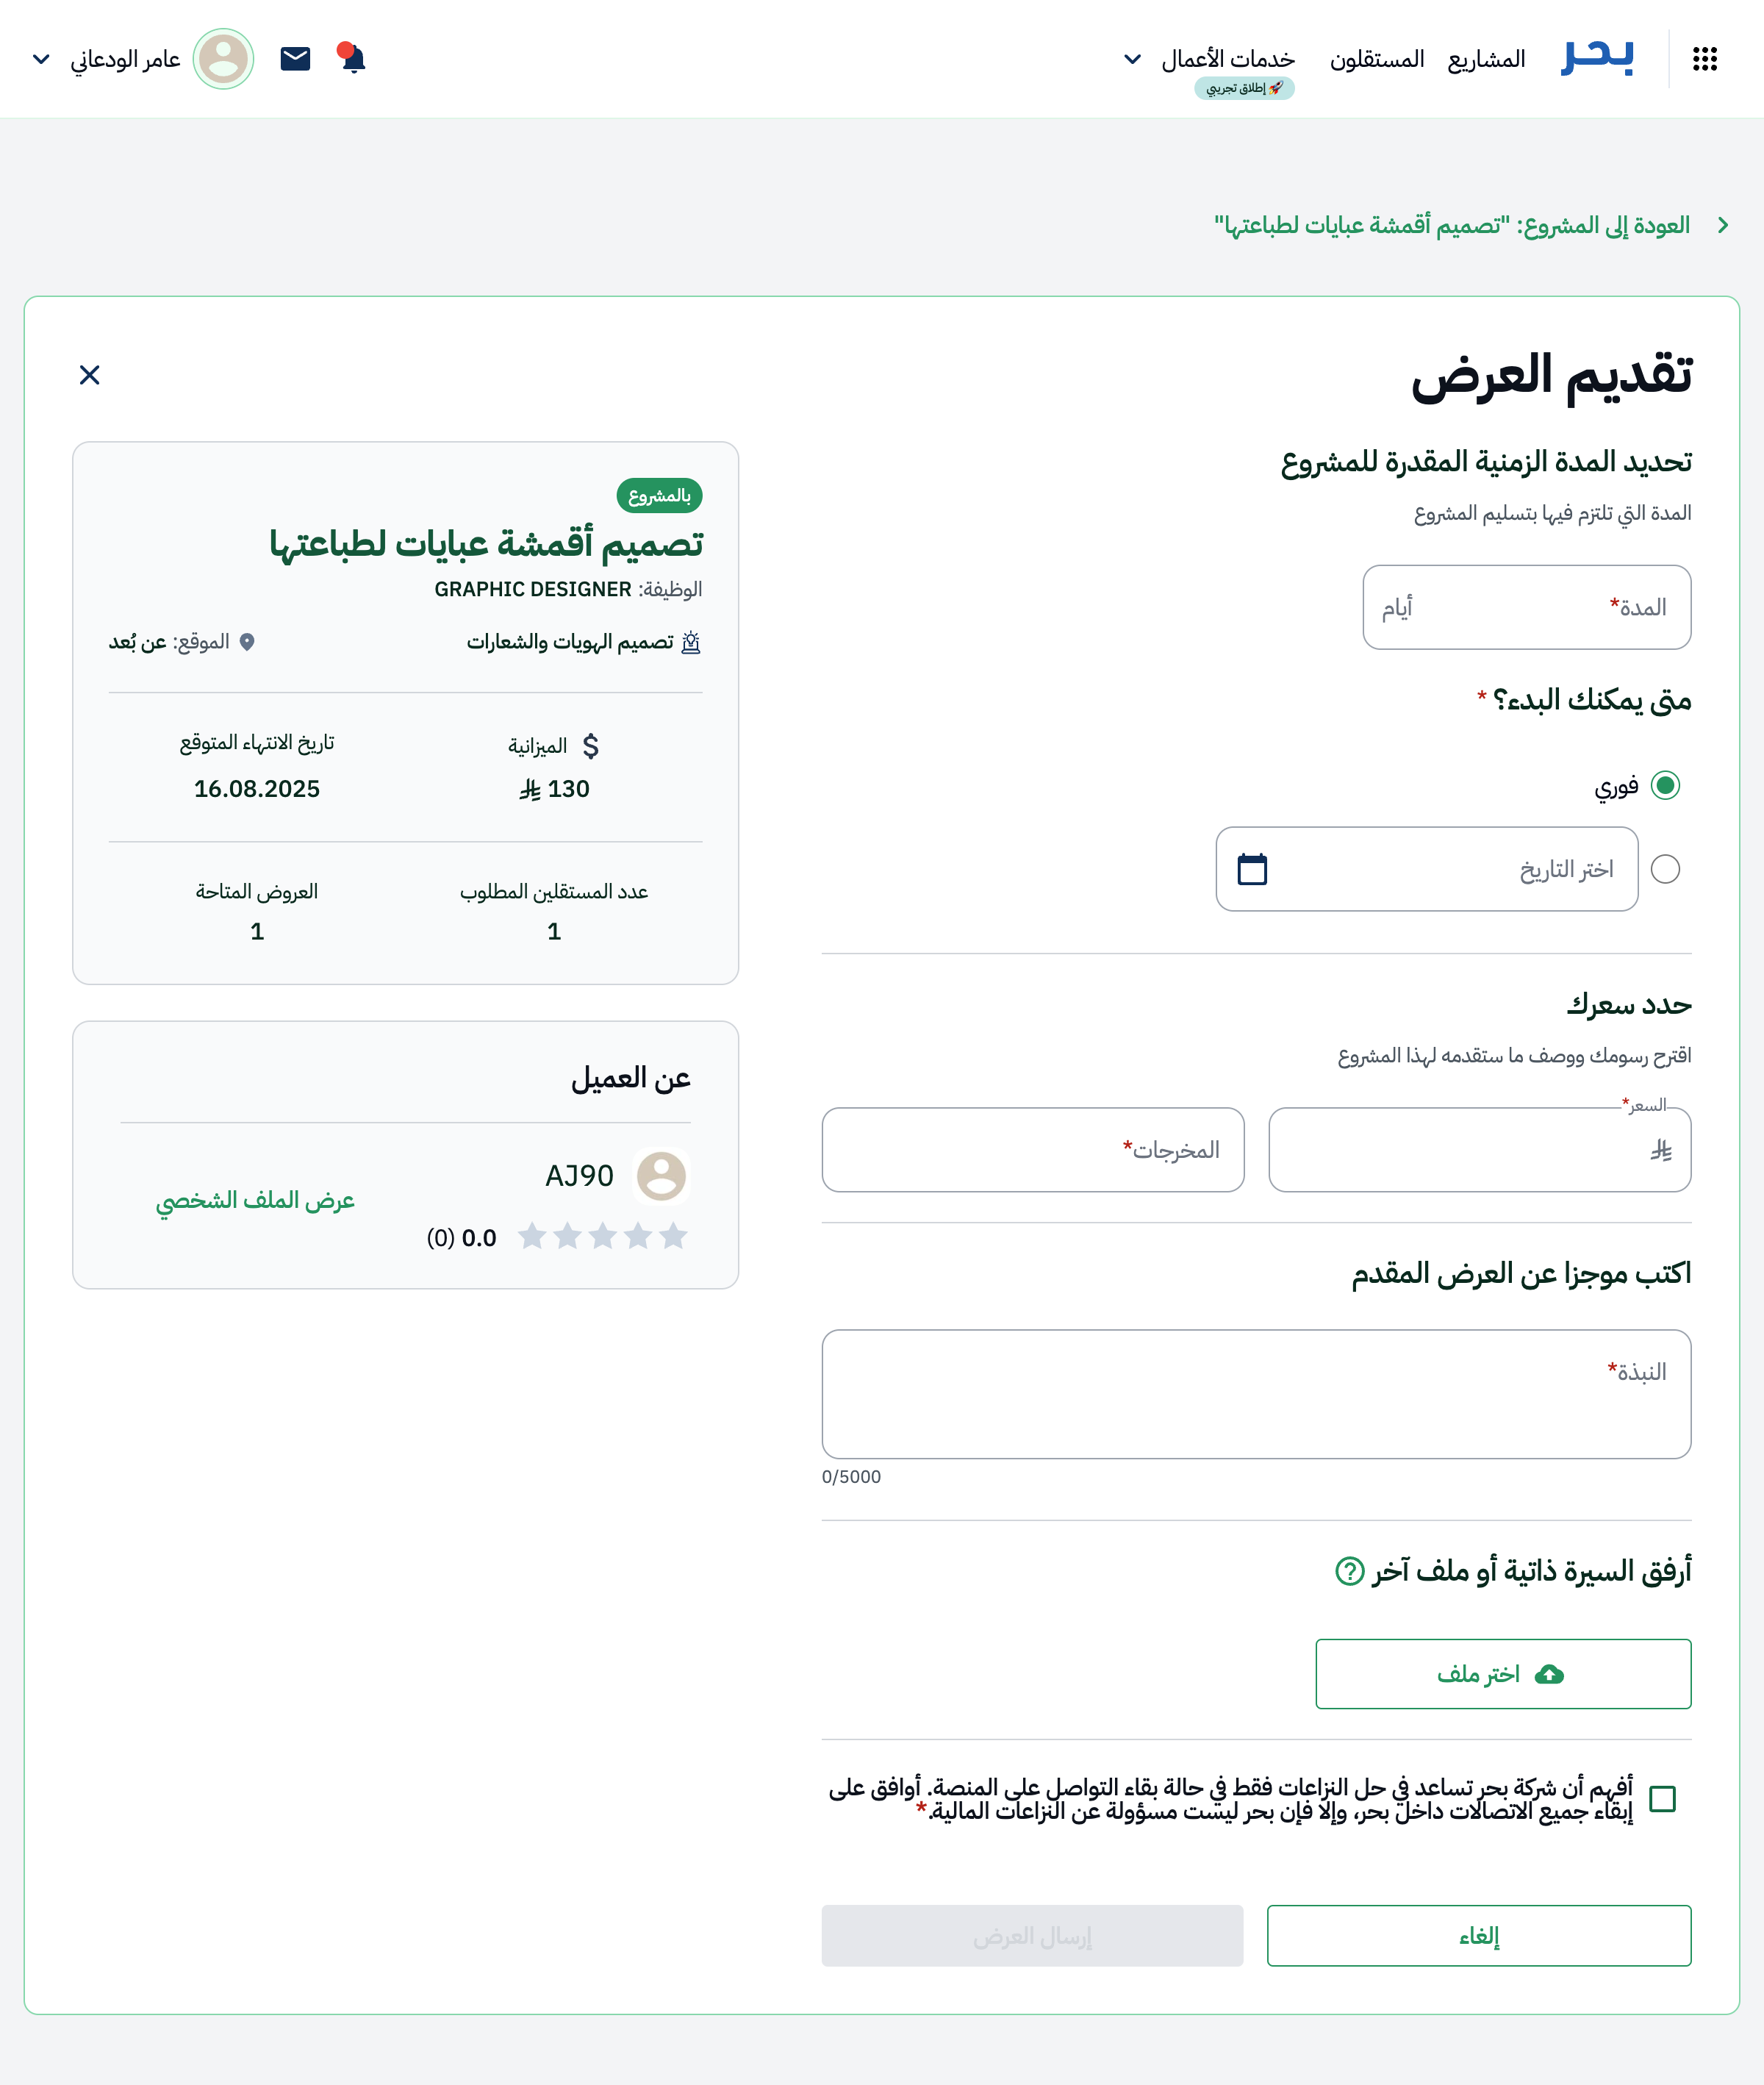 بحر
المشاريع
المستقلون
خدمات الأعمال
🚀 إطلاق تجريبي
عامر الودعاني
العودة إلى المشروع: "تصميم أقمشة عبايات لطباعتها"
تقديم العرض
تحديد المدة الزمنية المقدرة للمشروع
المدة التي تلتزم فيها بتسليم المشروع
المدة*
أيام
متى يمكنك البدء؟ *
فوري
اختر التاريخ
حدد سعرك
اقترح رسومك ووصف ما ستقدمه لهذا المشروع
السعر*
المخرجات*
اكتب موجزا عن العرض المقدم
النبذة*
0/5000
أرفق السيرة ذاتية أو ملف آخر
اختر ملف
أفهم أن شركة بحر تساعد في حل النزاعات فقط في حالة بقاء التواصل على المنصة. أوافق على
إبقاء جميع الاتصالات داخل بحر، وإلا فإن بحر ليست مسؤولة عن النزاعات المالية.*
إلغاء
إرسال العرض
بالمشروع
تصميم أقمشة عبايات لطباعتها
الوظيفة: GRAPHIC DESIGNER
تصميم الهويات والشعارات
الموقع: عن بُعد
$ الميزانية
130
تاريخ الانتهاء المتوقع
16.08.2025
عدد المستقلين المطلوب
1
العروض المتاحة
1
عن العميل
AJ90
0.0 (0)
عرض الملف الشخصي